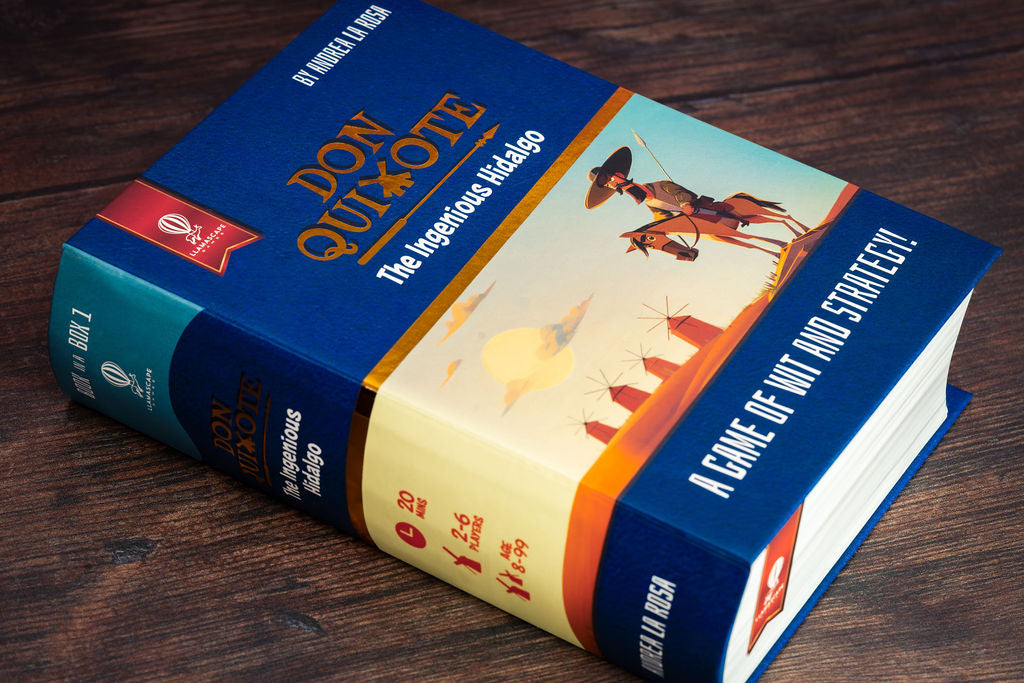 BY ANDREA LA ROSA
DON
QUIXOTE
The Ingenious Hidalgo
LLAMASCAPE
GAMES
A GAME OF WIT AND STRATEGY!
BOOK IN A BOX 1
LLAMASCAPE
GAMES
DON
QUIXOTE
The Ingenious
Hidalgo
20
MINS
2-6
PLAYERS
AGE
8-99
ANDREA LA ROSA